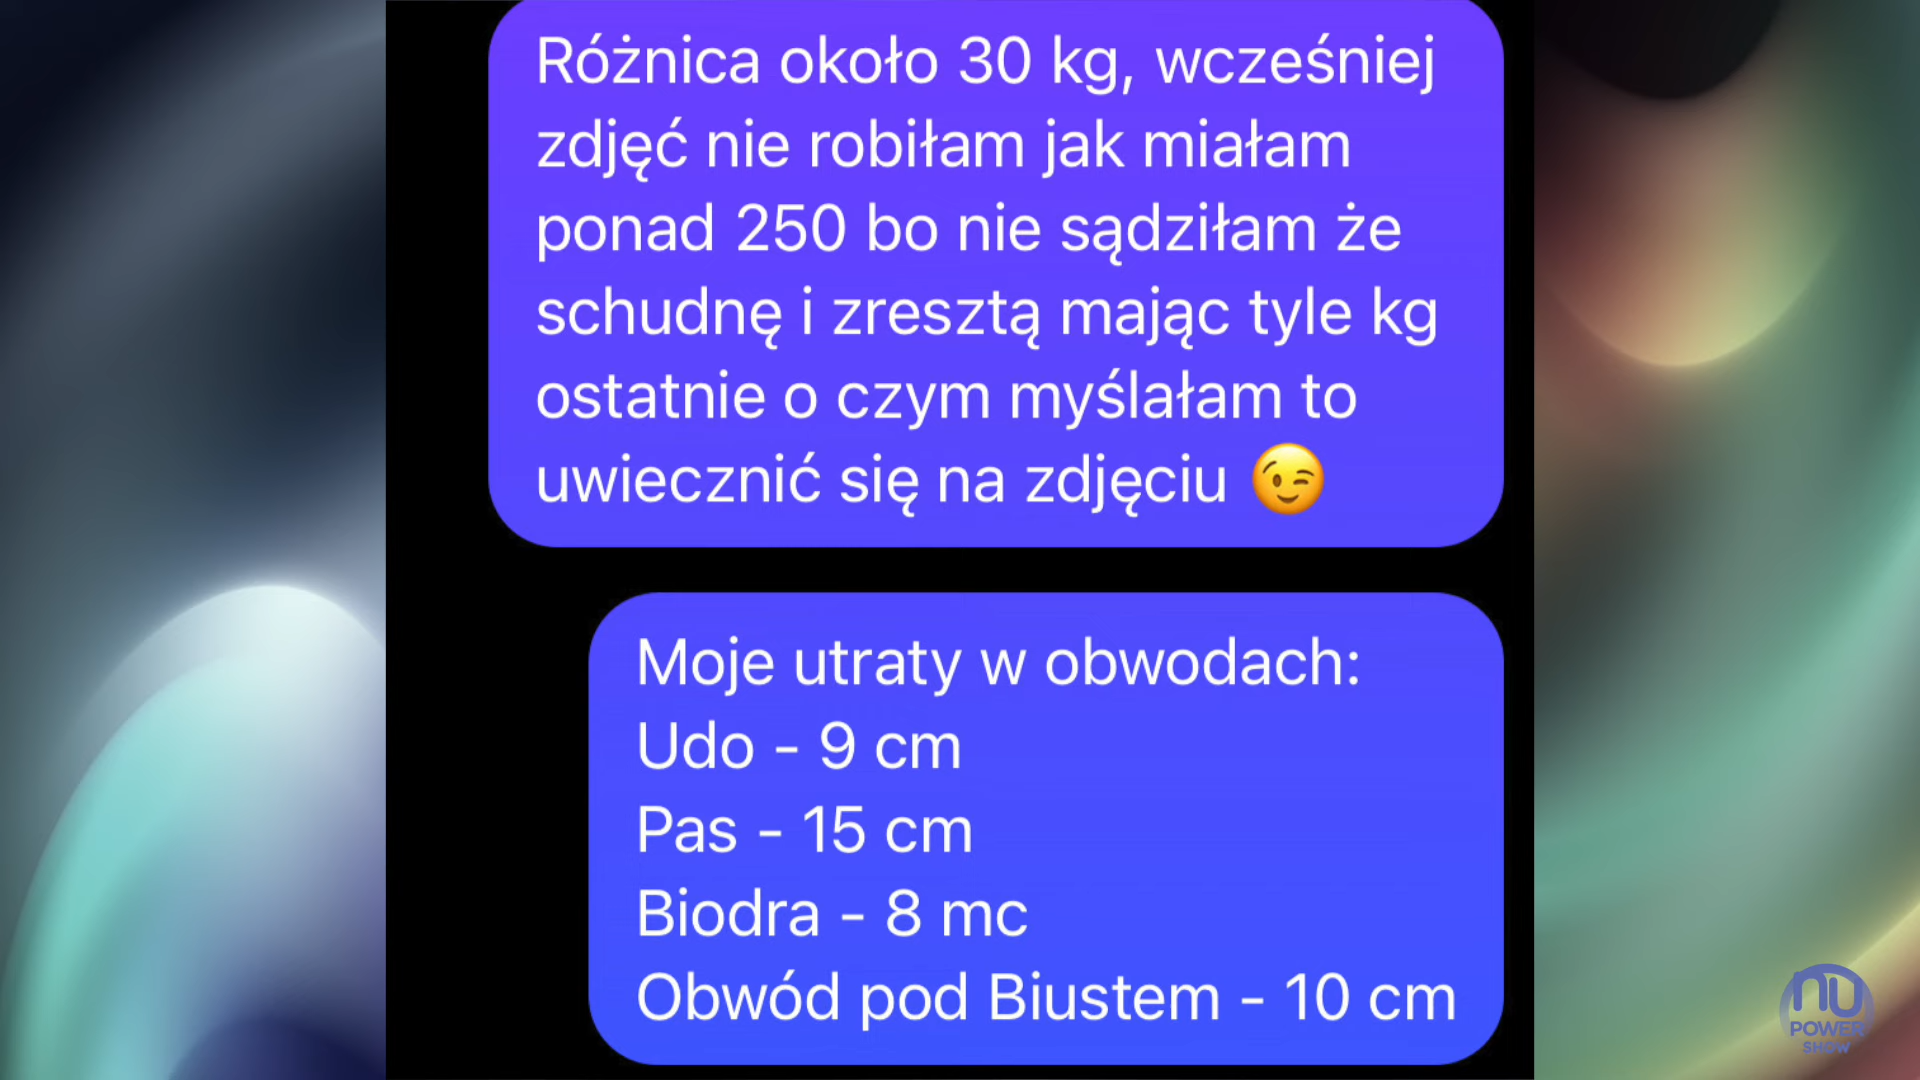 Różnica około 30 kg, wcześniej
zdjęć nie robiłam jak miałam
ponad 250 bo nie sądziłam że
schudnę i zresztą mając tyle kg
ostatnie o czym myślałam to
uwiecznić się na zdjęciu 😉
Moje utraty w obwodach:
Udo - 9 cm
Pas - 15 cm
Biodra - 8 mc
Obwód pod Biustem - 10 cm
nu
POWER
SHOW